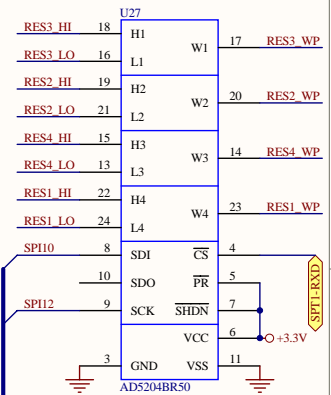 U27
RES3_HI 18 H1
W1 17 RES3_WP
RES3_LO 16 L1
RES2_HI 19 H2
W2 20 RES2_WP
RES2_LO 21 L2
RES4_HI 15 H3
W3 14 RES4_WP
RES4_LO 13 L3
RES1_HI 22 H4
W4 23 RES1_WP
RES1_LO 24 L4
SPI10 8 SDI CS 4
10 SDO PR 5
SPI12 9 SCK SHDN 7
SPT1-RXD
VCC 6 +3.3V
3 GND VSS 11
AD5204BR50